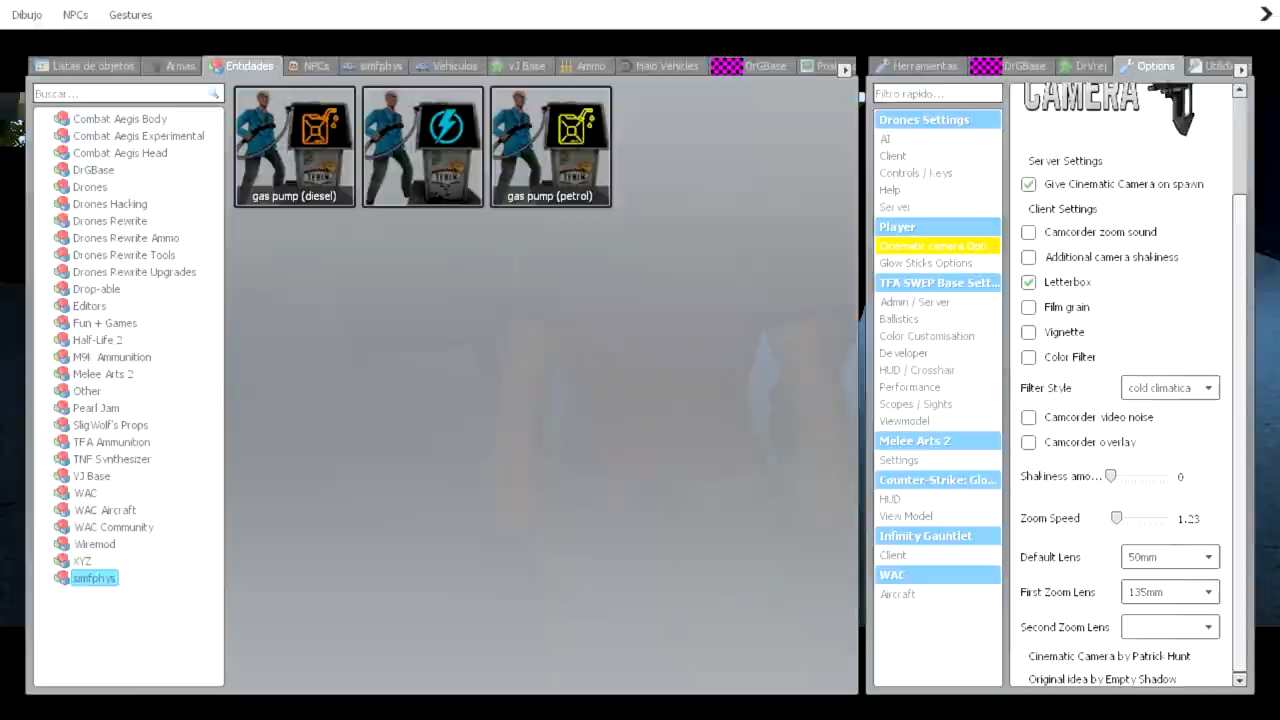 Dibujo
NPCs
Gestures
Listas de objetos
Armas
Entidades
NPCs
simfphys
Vehículos
VJ Base
Ammo
Halo Vehicles
DrGBase
Buscar...
Combat Aegis Body
Combat Aegis Experimental
Combat Aegis Head
DrGBase
Drones
Drones Hacking
Drones Rewrite
Drones Rewrite Ammo
Drones Rewrite Tools
Drones Rewrite Upgrades
Drop-able
Editors
Fun + Games
Half-Life 2
M9K Ammunition
Melee Arts 2
Other
Pearl Jam
SligWolf's Props
TFA Ammunition
TNF Synthesizer
VJ Base
WAC
WAC Aircraft
WAC Community
Wiremod
XYZ
simfphys
gas pump (diesel)
gas pump (petrol)
Herramientas
DrGBase
DrVrej
Options
Filtro rápido...
Drones Settings
AI
Client
Controls / Keys
Help
Server
Player
Cinematic camera Opti...
Glow Sticks Options
TFA SWEP Base Sett...
Admin / Server
Ballistics
Color Customisation
Developer
HUD / Crosshair
Performance
Scopes / Sights
Viewmodel
Melee Arts 2
Settings
Counter-Strike: Glo...
HUD
View Model
Infinity Gauntlet
Client
WAC
Aircraft
CAMERA
Server Settings
Give Cinematic Camera on spawn
Client Settings
Camcorder zoom sound
Additional camera shakiness
Letterbox
Film grain
Vignette
Color Filter
Filter Style cold climatica
Camcorder video noise
Camcorder overlay
Shakiness amo... 0
Zoom Speed 1.23
Default Lens 50mm
First Zoom Lens 135mm
Second Zoom Lens
Cinematic Camera by Patrick Hunt
Original idea by Empty Shadow